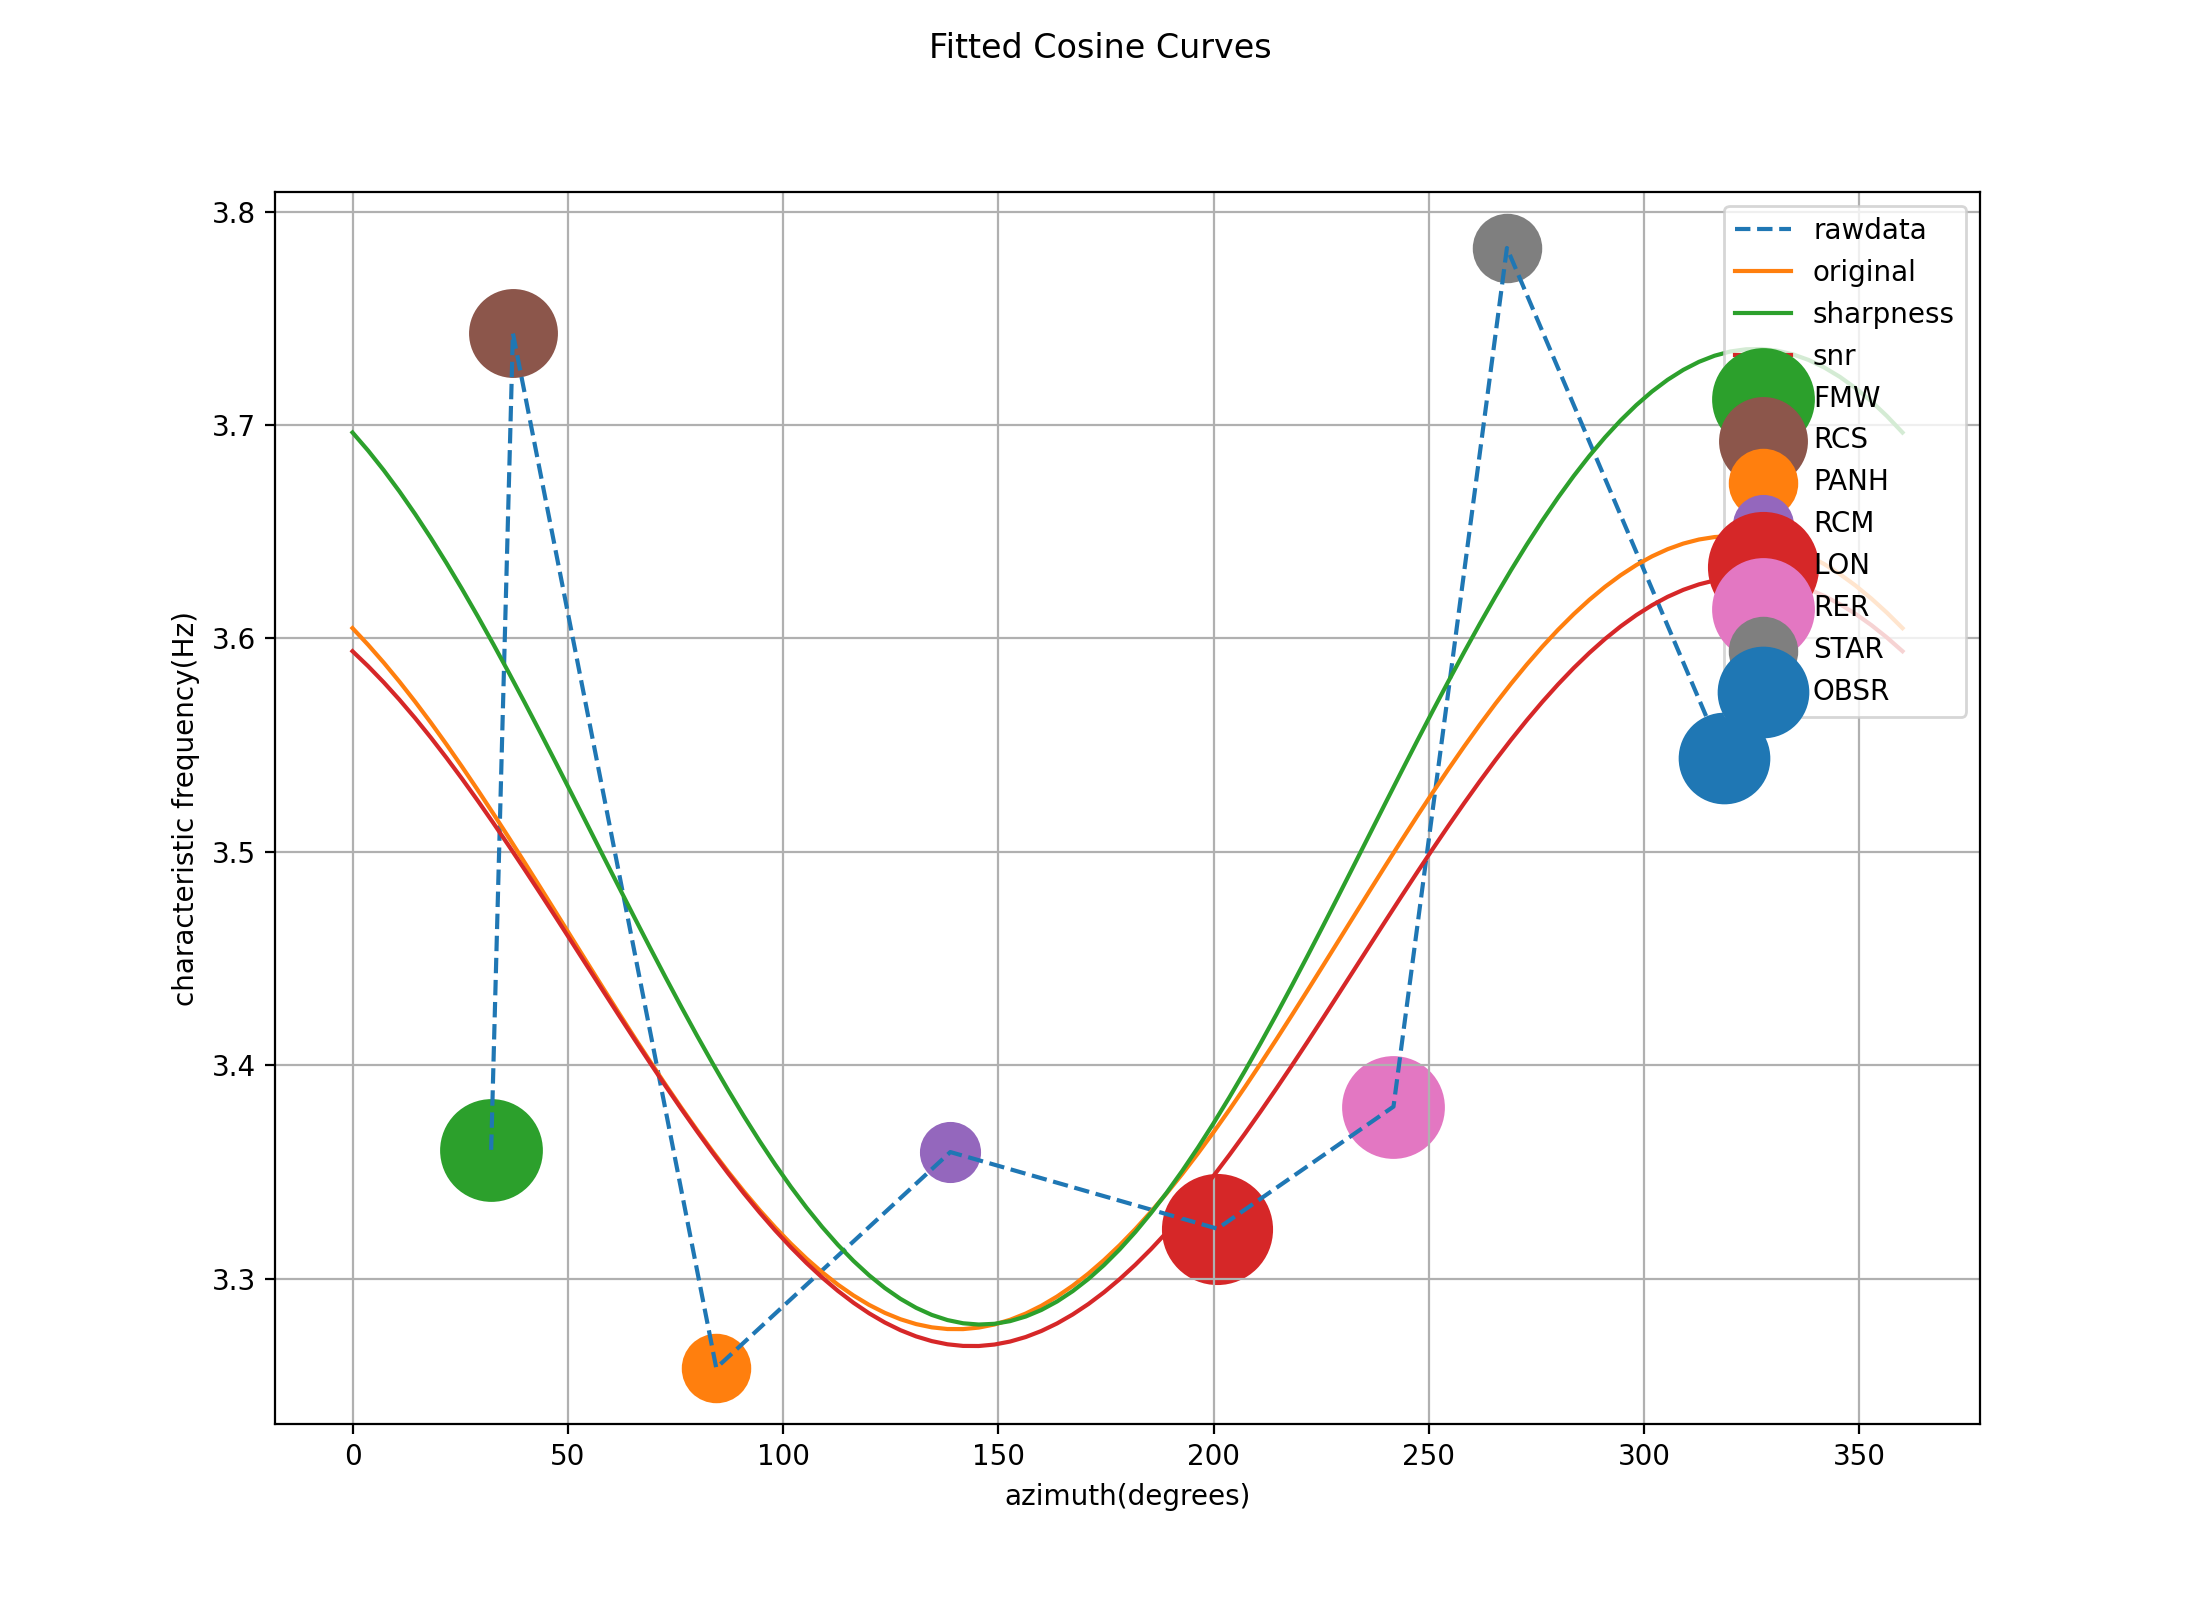 Fitted Cosine Curves
3.8
3.7
3.6
3.5
3.4
3.3
characteristic frequency(Hz)
0 50 100 150 200 250 300 350
azimuth(degrees)
rawdata
original
sharpness
snr
FMW
RCS
PANH
RCM
LON
RER
STAR
OBSR